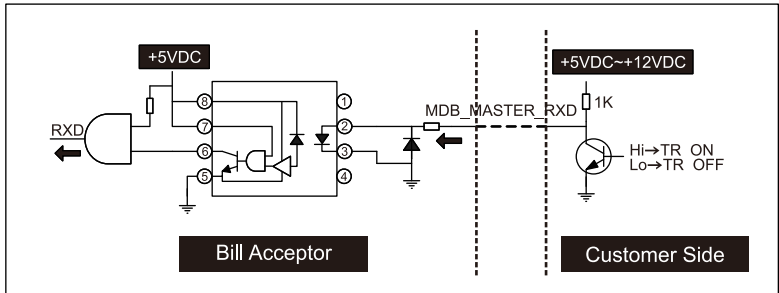 +5VDC
+5VDC~+12VDC
8
1
MDB_MASTER_RXD
1K
RXD
7
2
6
3
Hi→TR ON
Lo→TR OFF
5
4
Bill Acceptor
Customer Side